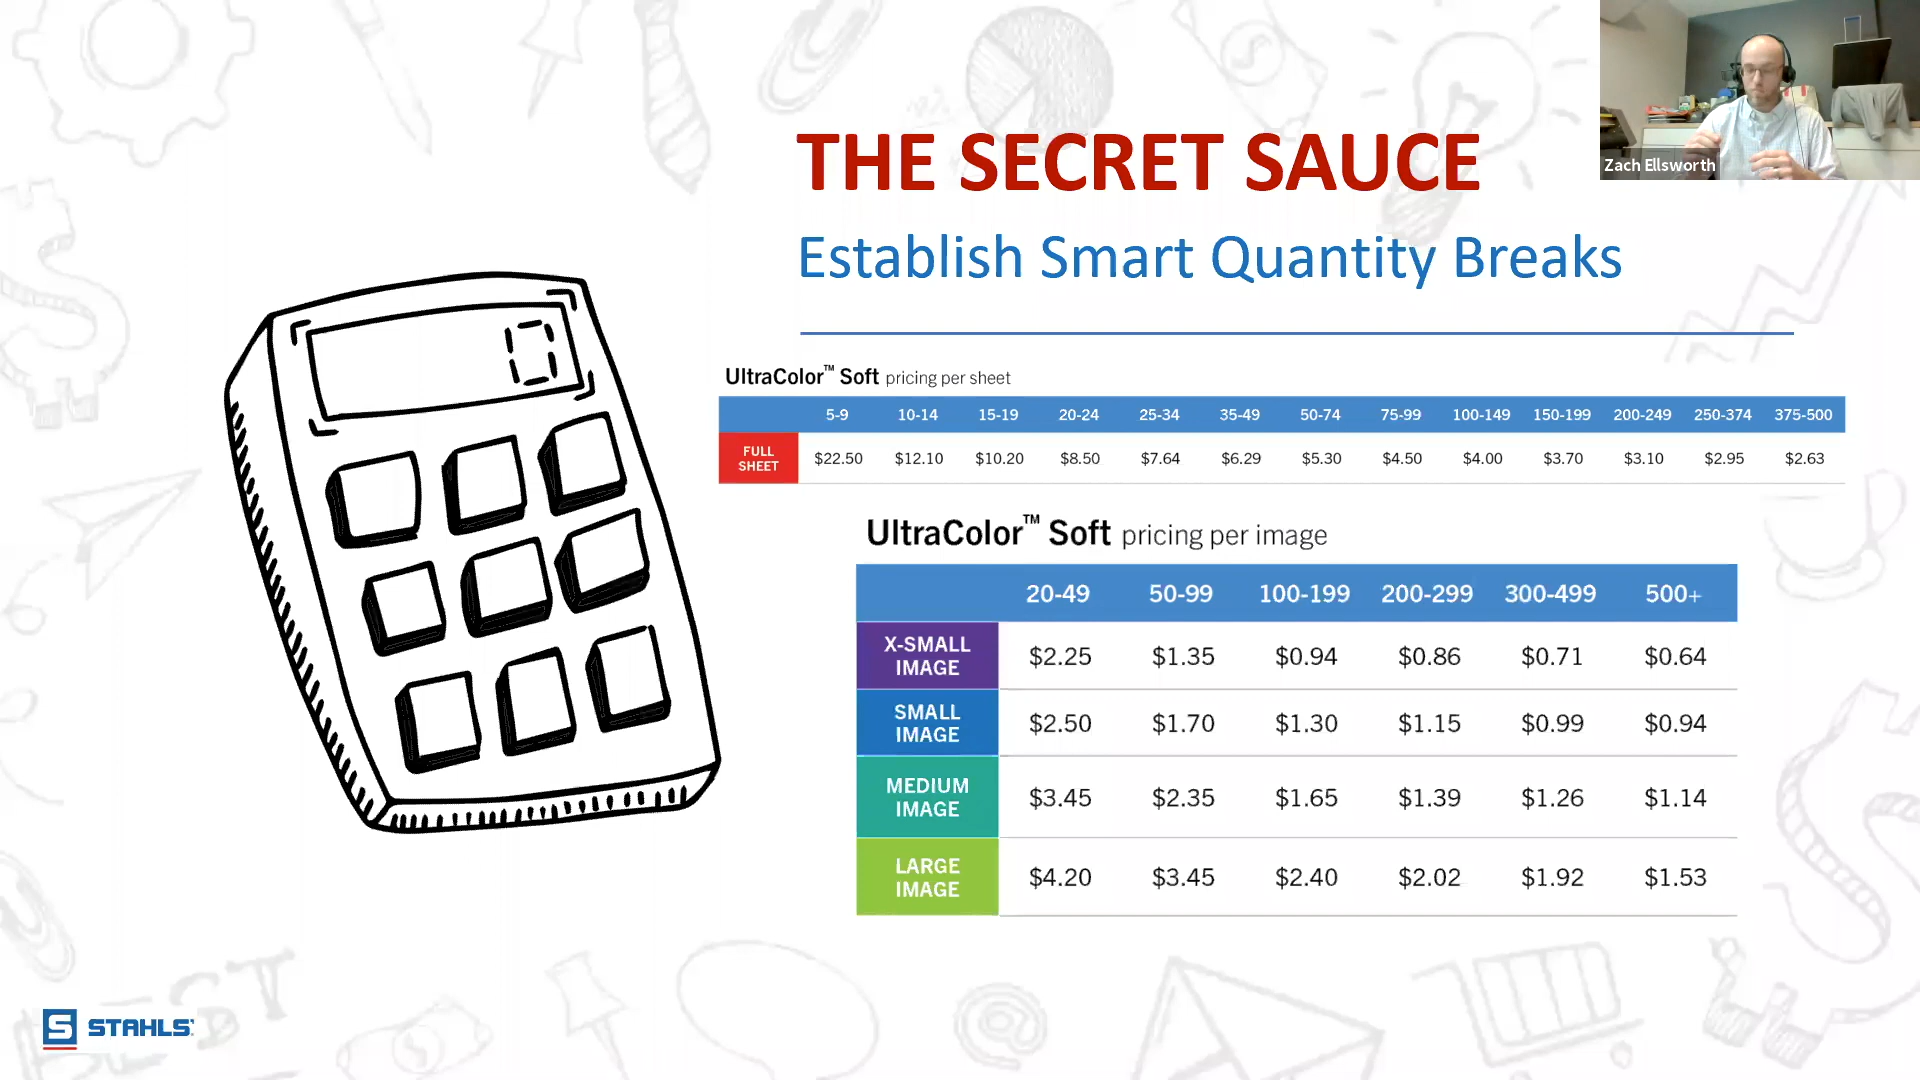 THE SECRET SAUCE
Zach Ellsworth
Establish Smart Quantity Breaks
UltraColor™ Soft pricing per sheet
5-9 10-14 15-19 20-24 25-34 35-49 50-74 75-99 100-149 150-199 200-249 250-374 375-500
FULL
SHEET
$22.50 $12.10 $10.20 $8.50 $7.64 $6.29 $5.30 $4.50 $4.00 $3.70 $3.10 $2.95 $2.63
UltraColor™ Soft pricing per image
20-49 50-99 100-199 200-299 300-499 500+
X-SMALL
IMAGE
$2.25 $1.35 $0.94 $0.86 $0.71 $0.64
SMALL
IMAGE
$2.50 $1.70 $1.30 $1.15 $0.99 $0.94
MEDIUM
IMAGE
$3.45 $2.35 $1.65 $1.39 $1.26 $1.14
LARGE
IMAGE
$4.20 $3.45 $2.40 $2.02 $1.92 $1.53
0
S STAHLS'